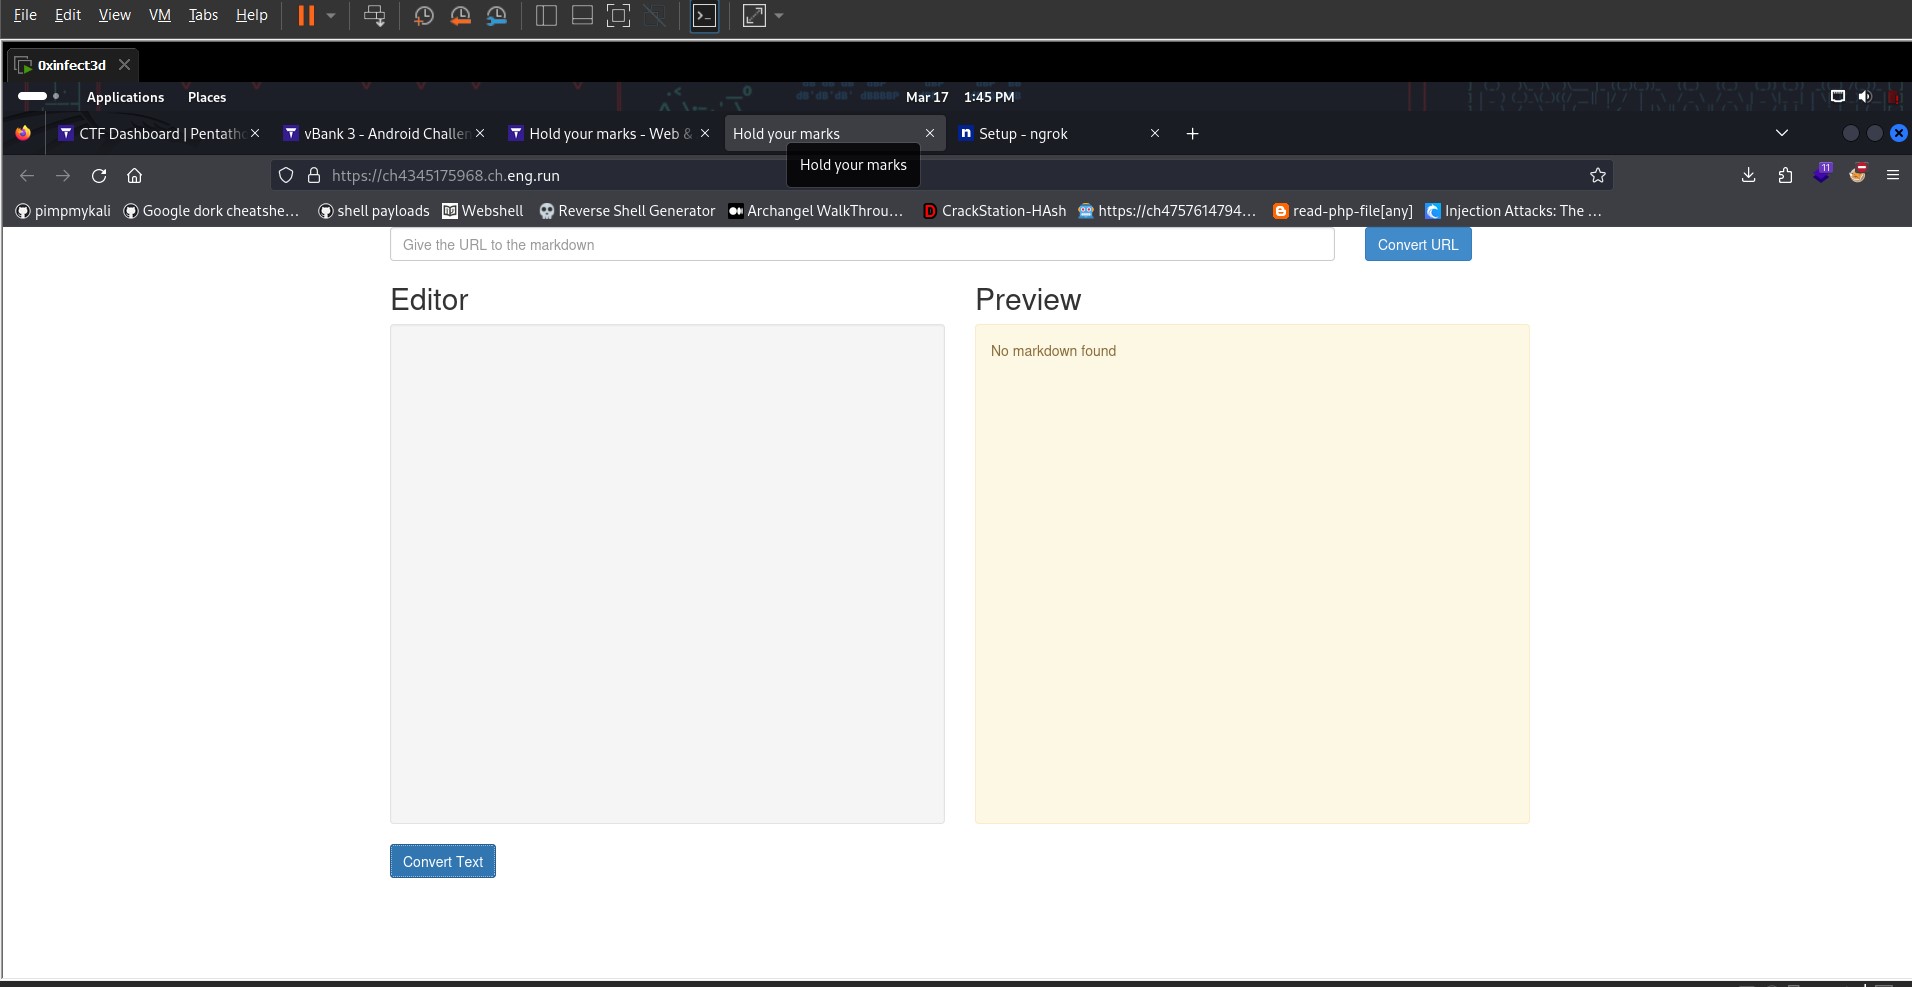 File Edit View VM Tabs Help
0xinfect3d
Applications Places Mar 17 1:45 PM
CTF Dashboard | Pentatho vBank 3 - Android Challen Hold your marks - Web & Hold your marks Setup - ngrok
Hold your marks
https://ch4345175968.ch.eng.run 11
pimpmykali Google dork cheatshe... shell payloads Webshell Reverse Shell Generator Archangel WalkThrou... CrackStation-HAsh https://ch4757614794... read-php-file[any] Injection Attacks: The ...
Give the URL to the markdown Convert URL
Editor Preview
No markdown found
Convert Text